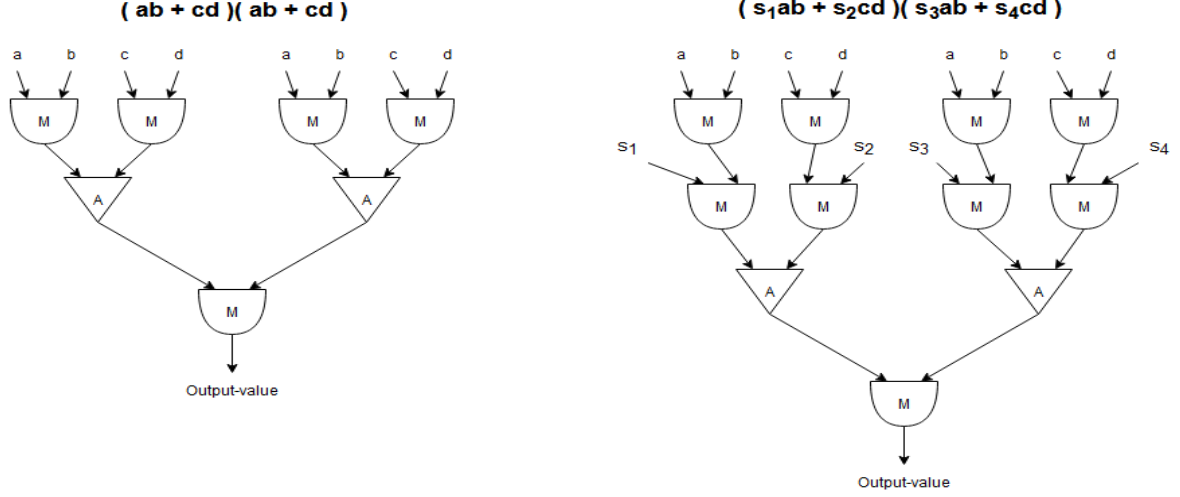 ( ab + cd )( ab + cd )
( s₁ab + s₂cd )( s₃ab + s₄cd )
a b c d a b c d
a b c d a b c d
M M M M
M M M M
s₁ s₂ s₃ s₄
A A
M M M M
A A
M
Output-value
M
Output-value